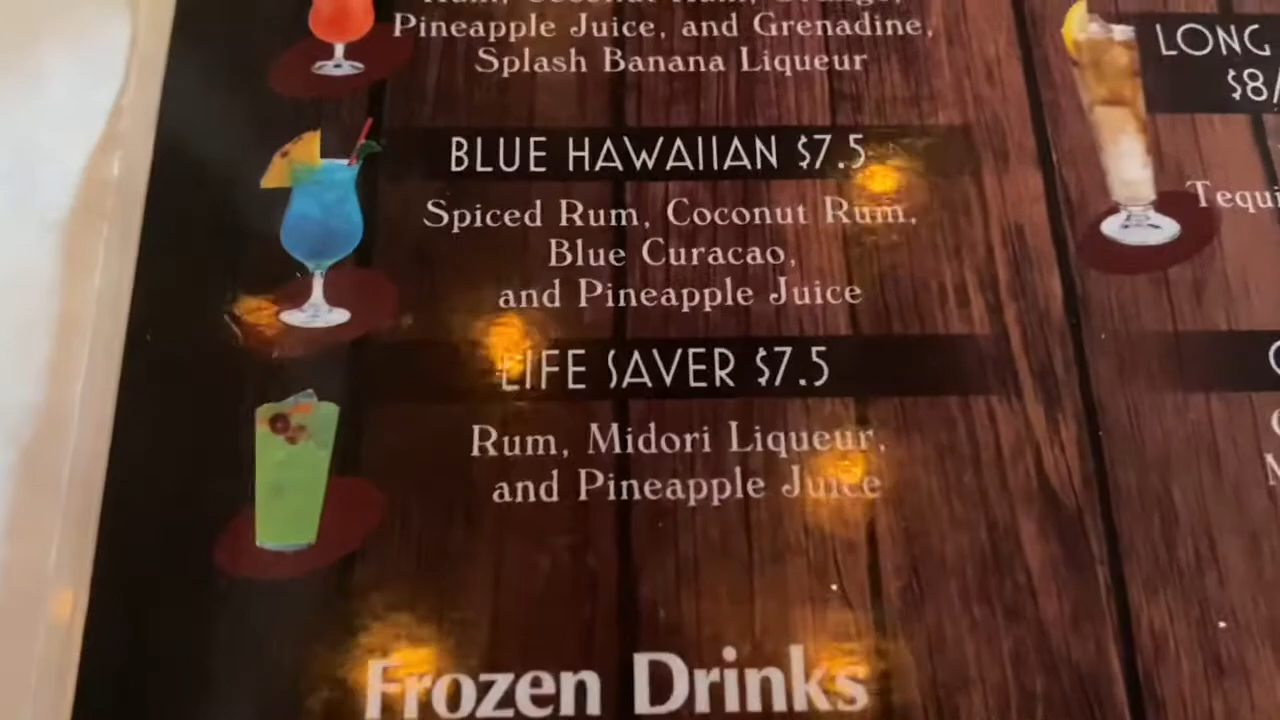 Pineapple Juice, and Grenadine,
Splash Banana Liqueur
BLUE HAWAIIAN $7.5
Spiced Rum, Coconut Rum,
Blue Curacao,
and Pineapple Juice
LIFE SAVER $7.5
Rum, Midori Liqueur,
and Pineapple Juice
Frozen Drinks
LONG
$8/